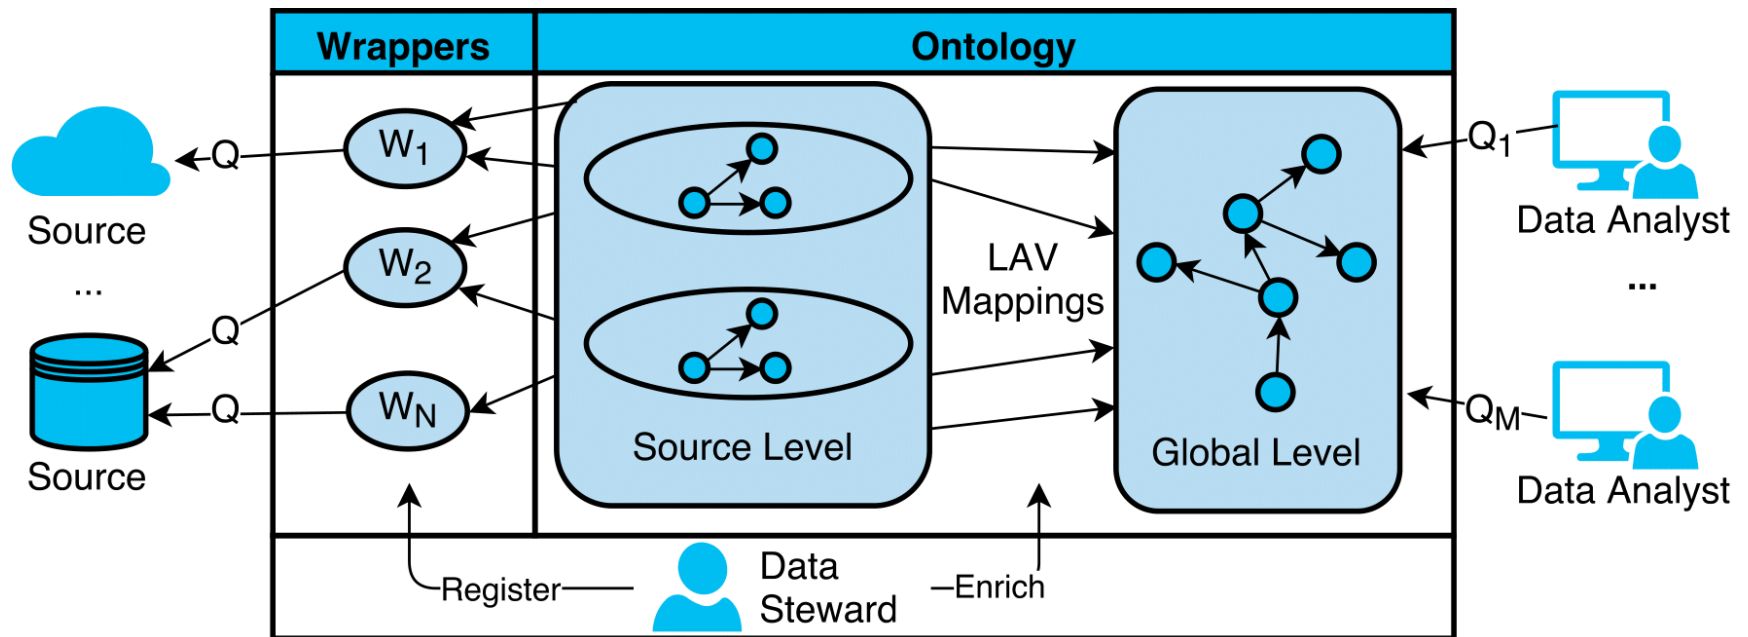 Wrappers
Ontology
Source
...
Source
Q
Q
Q
W1
W2
WN
Source Level
LAV
Mappings
Global Level
Q1
QM
Data Analyst
...
Data Analyst
Register
Data
Steward
Enrich